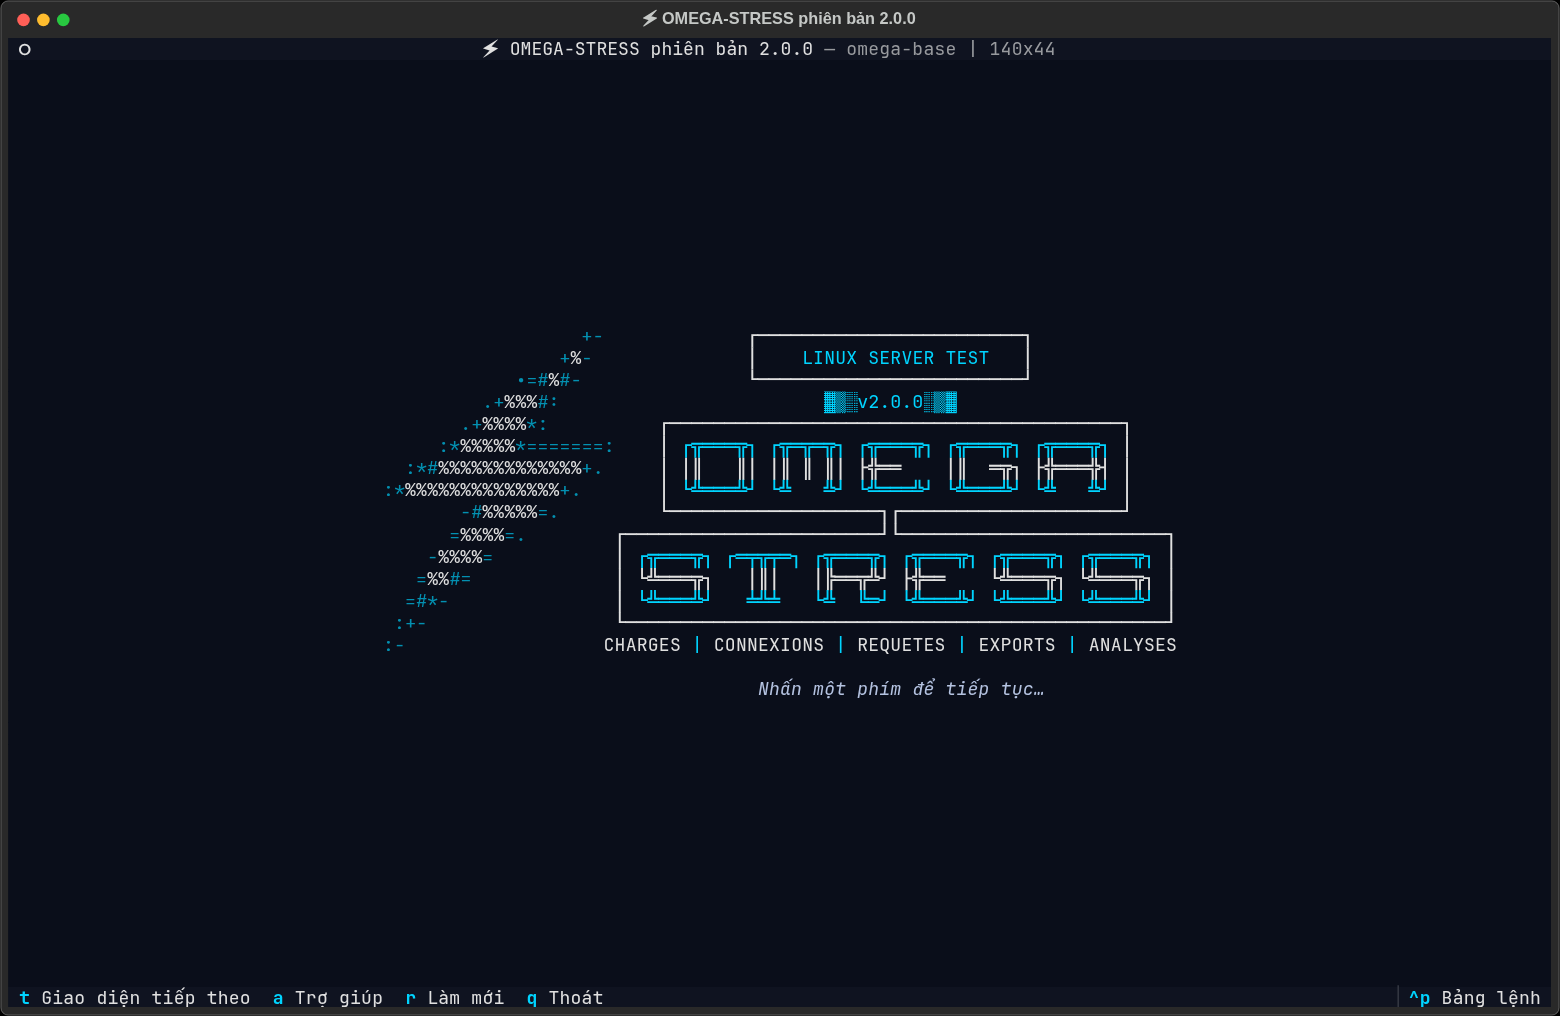 ⚡ OMEGA-STRESS phiên bản 2.0.0
⚡ OMEGA-STRESS phiên bản 2.0.0 — omega-base | 140x44
LINUX SERVER TEST
v2.0.0
OMEGA
STRESS
CHARGES | CONNEXIONS | REQUETES | EXPORTS | ANALYSES
Nhấn một phím để tiếp tục…
t Giao diện tiếp theo a Trợ giúp r Làm mới q Thoát ^p Bảng lệnh